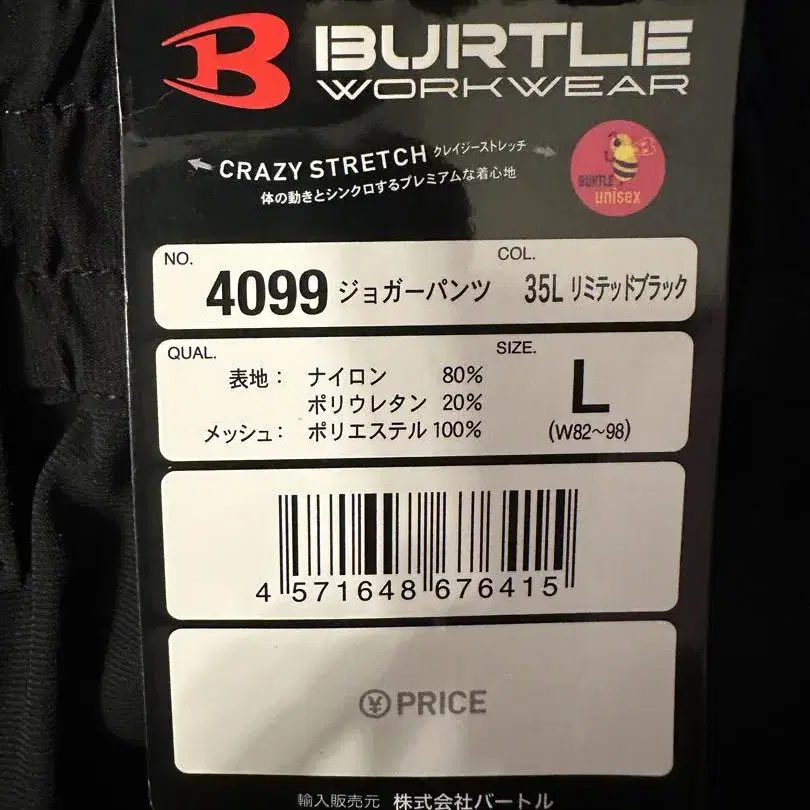 BURTLE
WORKWEAR
CRAZY STRETCH クレイジーストレッチ
体の動きとシンクロするプレミアムな着心地
BURTLE
unisex
NO.
4099 ジョガーパンツ
COL.
35L リミテッドブラック
QUAL.
表地: ナイロン 80%
ポリウレタン 20%
メッシュ: ポリエステル 100%
SIZE.
L
(W82~98)
4 571648 676415
¥ PRICE
輸入販売元 株式会社バートル